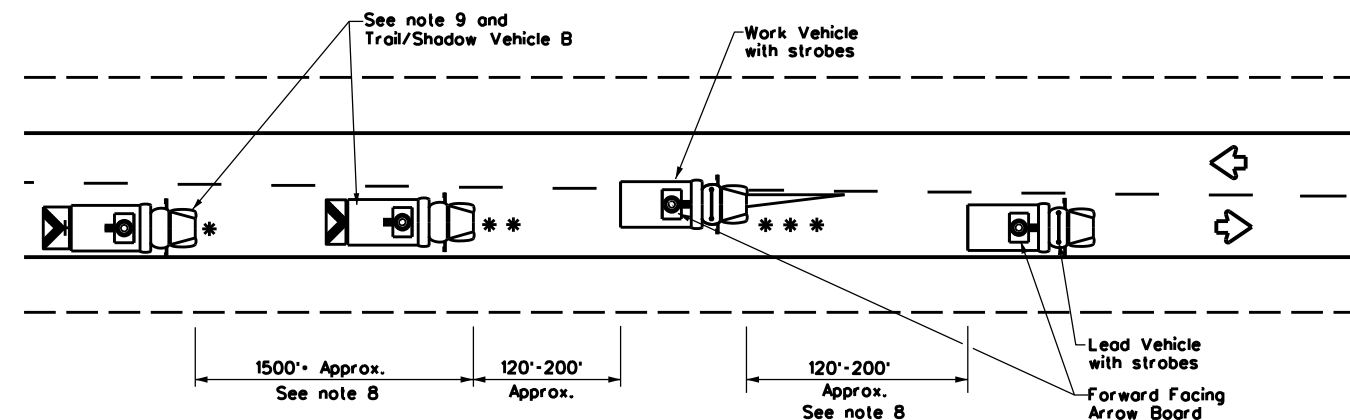 See note 9 and
Trail/Shadow Vehicle B
Work Vehicle
with strobes
* 
* *
* * *
1500'+ Approx.
See note 8
120'-200'
Approx.
120'-200'
Approx.
See note 8
Lead Vehicle
with strobes
Forward Facing
Arrow Board